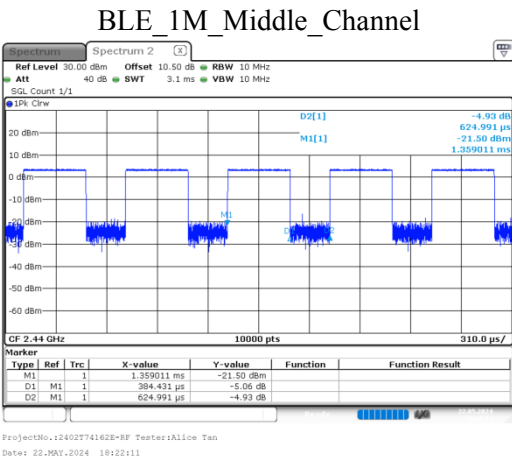 BLE_1M_Middle_Channel
Spectrum Spectrum 2 X
Ref Level 30.00 dBm Offset 10.50 dB RBW 10 MHz
Att 40 dB SWT 3.1 ms VBW 10 MHz
SGL Count 1/1
1Pk Clrw
D2[1] -4.93 dB
624.991 µs
M1[1] -21.50 dBm
1.359011 ms
20 dBm
10 dBm
0 dBm
-10 dBm
M1
-20 dBm
-30 dBm
-40 dBm
-50 dBm
-60 dBm
CF 2.44 GHz 10000 pts 310.0 µs/
Marker
Type Ref Trc X-value Y-value Function Function Result
M1 1 1.359011 ms -21.50 dBm
D1 M1 1 384.431 µs -5.06 dB
D2 M1 1 624.991 µs -4.93 dB
ProjectNo.:2402T74162E-RF Tester:Alice Tan
Date: 22.MAY.2024 18:22:11